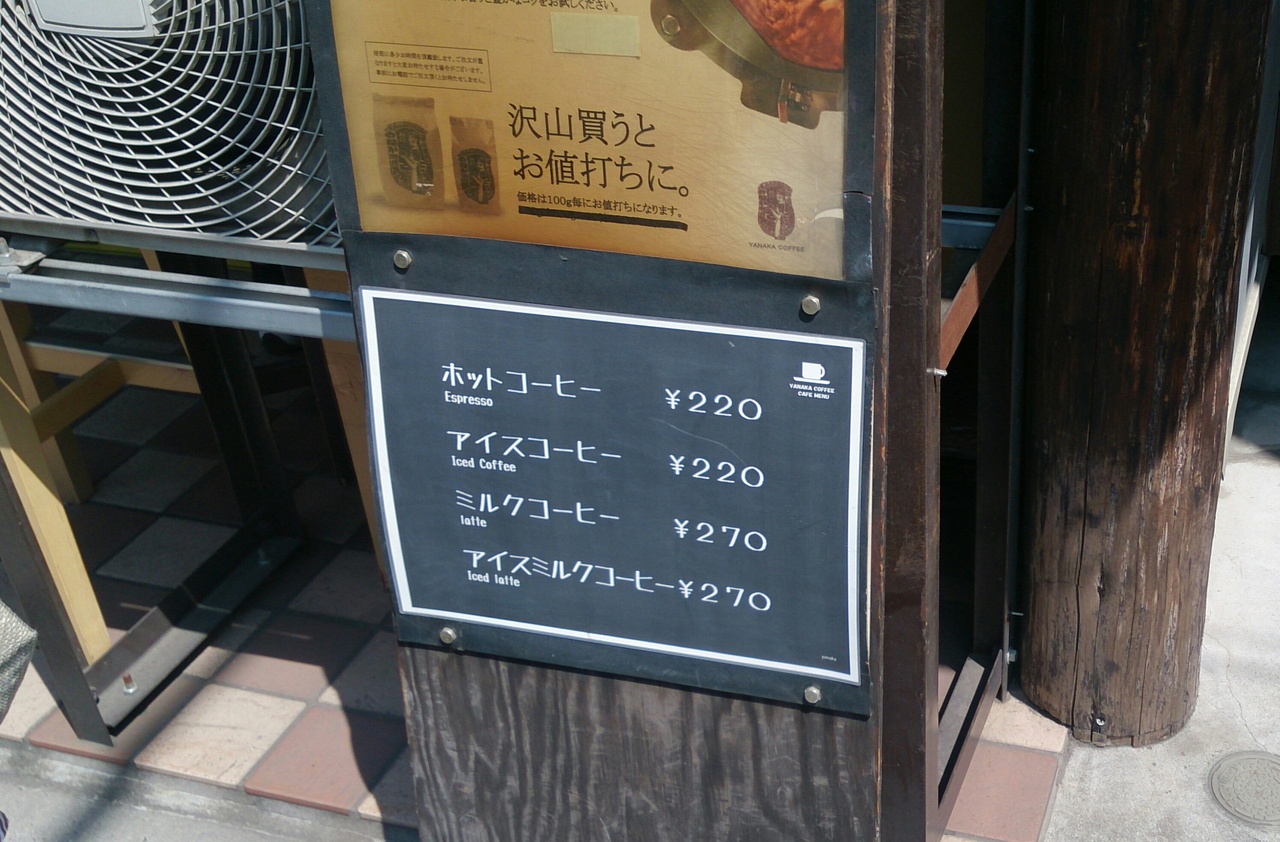 沢山買うと
お値打ちに。
価格は100g毎にお値打ちになります。
YANAKA COFFEE
YANAKA COFFEE
CAFE MENU
ホットコーヒー ¥220
Espresso
アイスコーヒー ¥220
Iced Coffee
ミルクコーヒー ¥270
latte
アイスミルクコーヒー ¥270
Iced latte